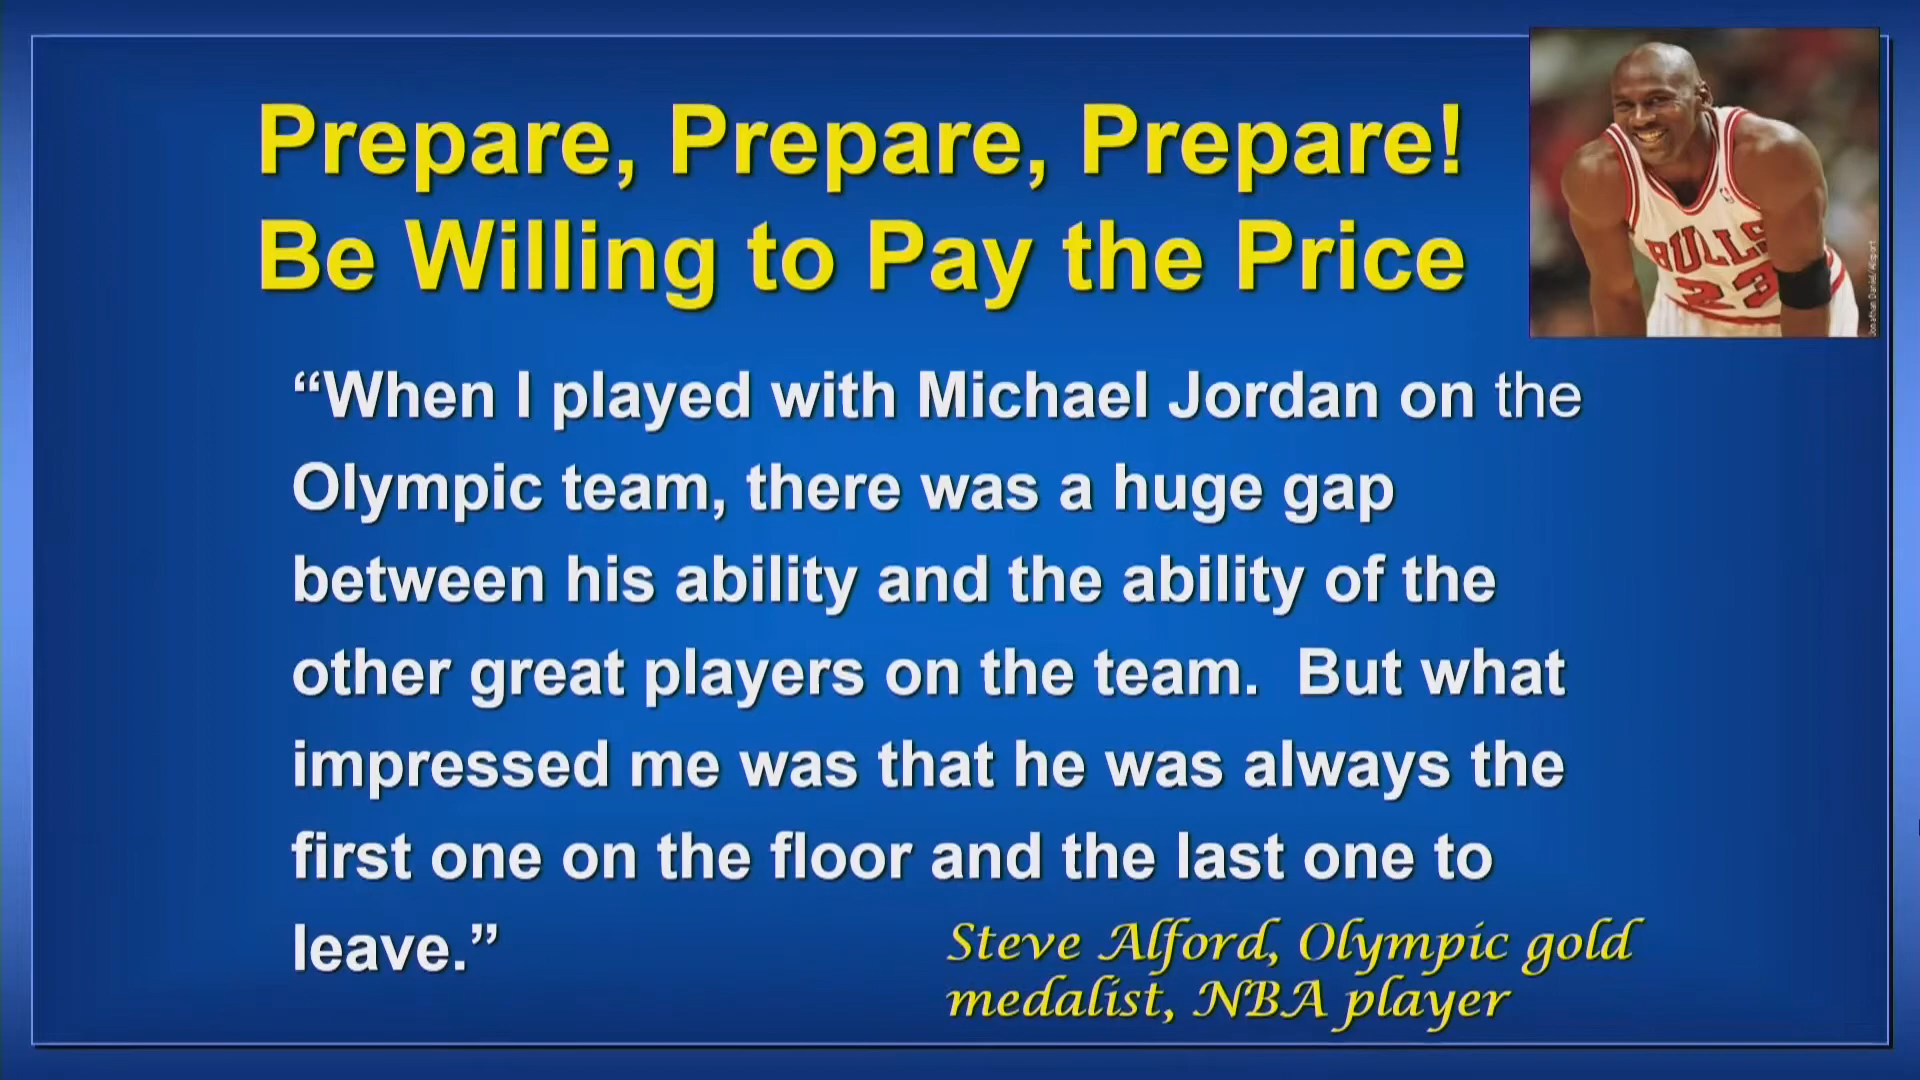 Prepare, Prepare, Prepare!
Be Willing to Pay the Price
BULLS
23
Jonathan Daniel/Allsport
“When I played with Michael Jordan on the
Olympic team, there was a huge gap
between his ability and the ability of the
other great players on the team.  But what
impressed me was that he was always the
first one on the floor and the last one to
leave.”
Steve Alford, Olympic gold
medalist, NBA player